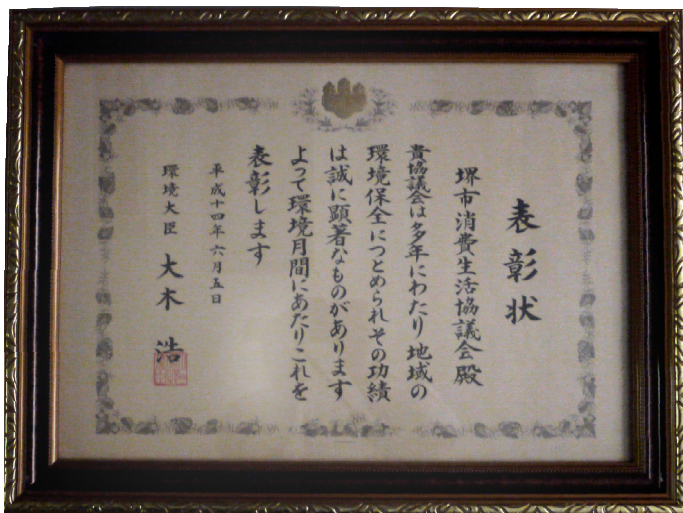 表彰状
堺市消費生活協議会殿
貴協議会は多年にわたり地域の
環境保全につとめられその功績
は誠に顕著なものがあります
よって環境月間にあたりこれを
表彰します
平成十四年六月五日
環境大臣 大木 浩